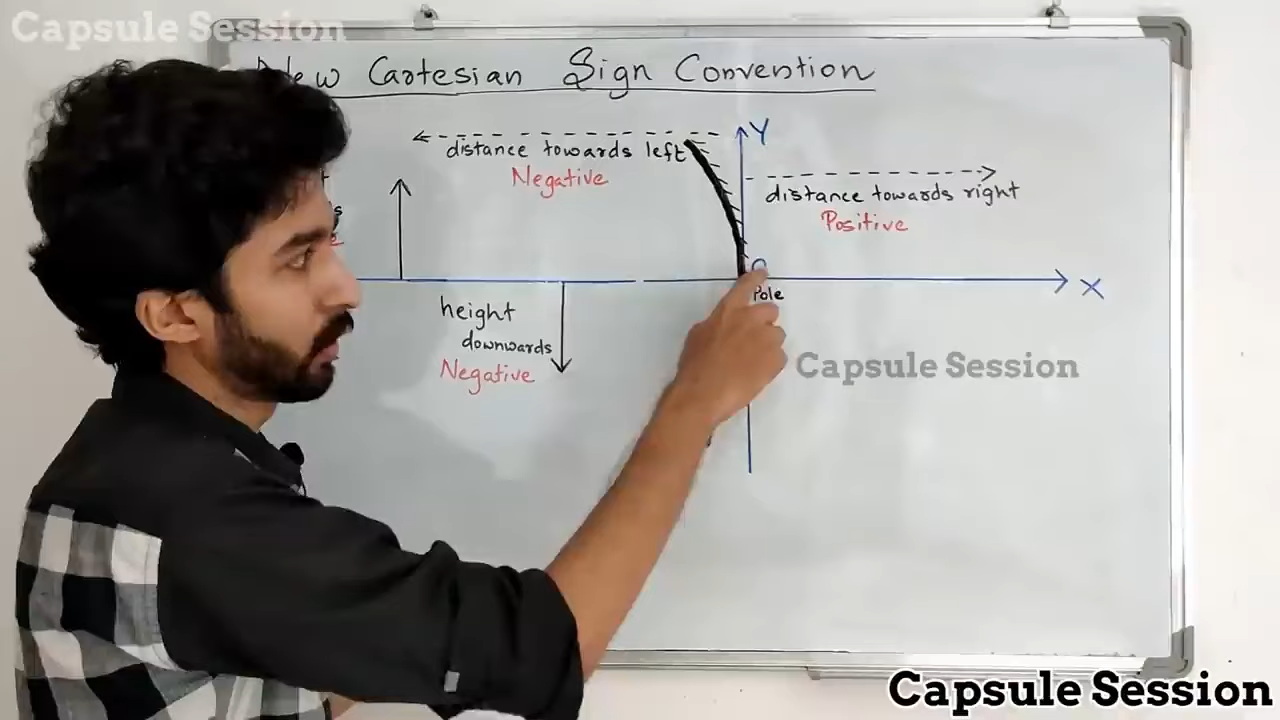 Capsule Session
New Cartesian Sign Convention
distance towards left
Negative
Y
distance towards right
Positive
Pole
X
height
downwards
Negative
Capsule Session
Capsule Session